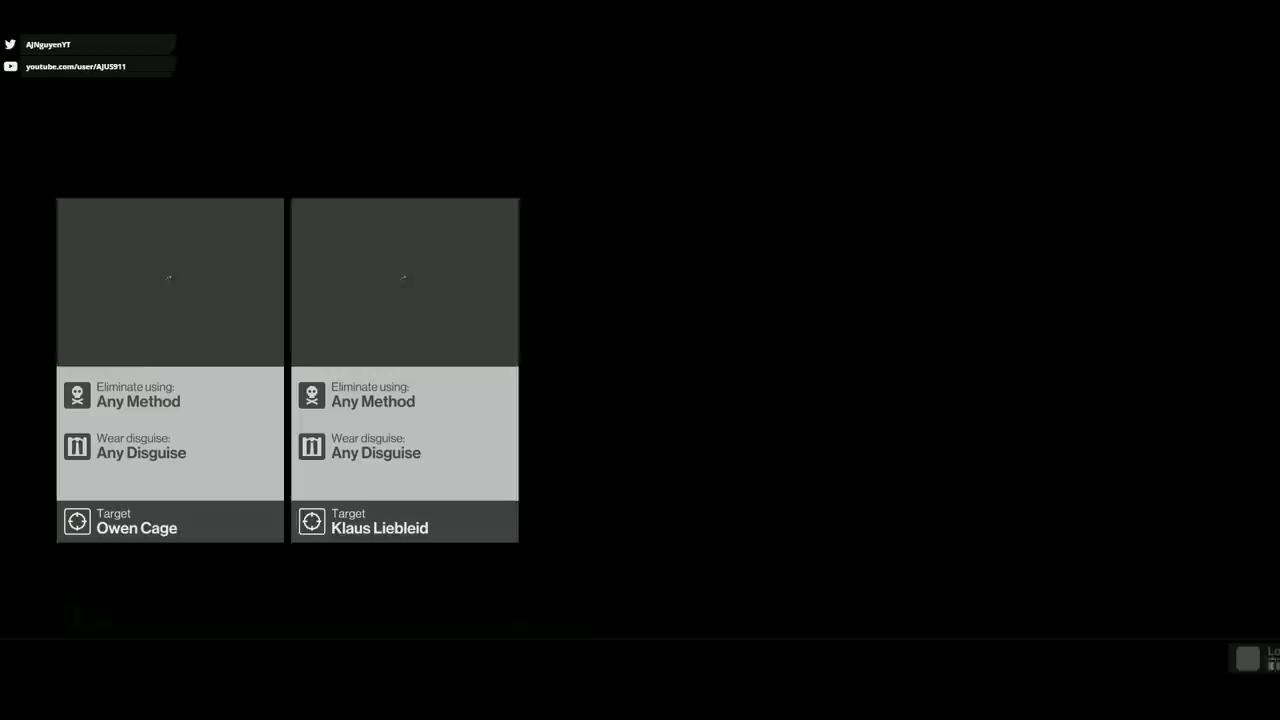 AJNguyenYT
youtube.com/user/AJUS911
Eliminate using:
Any Method
Wear disguise:
Any Disguise
Target
Owen Cage
Eliminate using:
Any Method
Wear disguise:
Any Disguise
Target
Klaus Liebleid